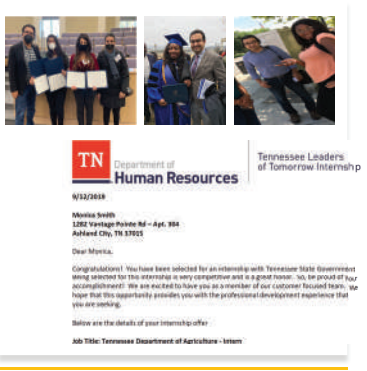 TN
Department of
Human Resources
Tennessee Leaders
of Tomorrow Internship
9/12/2019
Monica Smith
1282 Vantage Pointe Rd – Apt. 304
Ashland City, TN 37015
Dear Monica,
Congratulations! You have been selected for an internship with Tennessee State Government
Being selected for this internship is very competitive and is a great honor. So, be proud of your
accomplishment! We are excited to have you as a member of our customer focused team. We
hope that this opportunity provides you with the professional development experience that
you are seeking.
Below are the details of your internship offer
Job Title: Tennessee Department of Agriculture - Intern